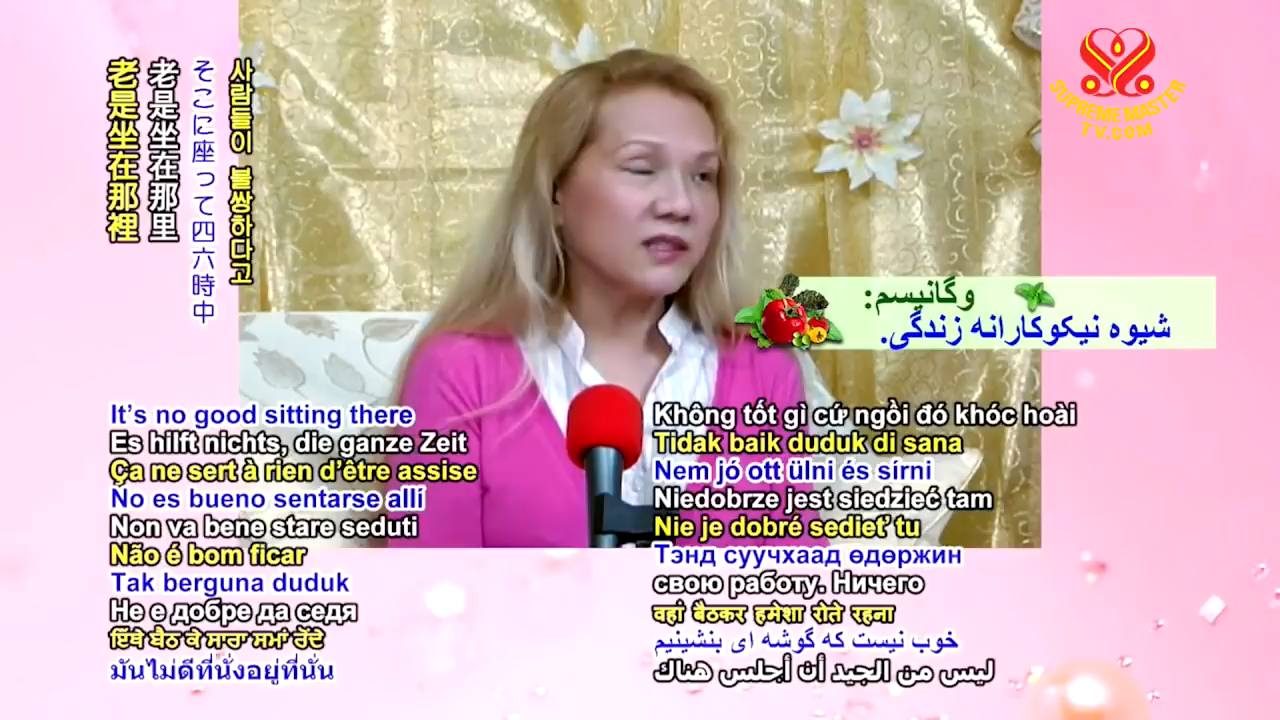 老是坐在那裡
老是坐在那里
そこに座って四六時中
사람들이 불쌍하다고
SUPREME MASTER
TV.COM
وگانیسم:
شیوه نیکوکارانه زندگی.
It's no good sitting there
Es hilft nichts, die ganze Zeit
Ça ne sert à rien d'être assise
No es bueno sentarse allí
Non va bene stare seduti
Não é bom ficar
Tak berguna duduk
Не е добре да седя
ਇੱਥੇ ਬੈਠ ਕੇ ਸਾਰਾ ਸਮਾਂ ਰੋਂਦੇ
มันไม่ดีที่นั่งอยู่ที่นั่น
Không tốt gì cứ ngồi đó khóc hoài
Tidak baik duduk di sana
Nem jó ott ülni és sírni
Niedobrze jest siedzieć tam
Nie je dobré sedieť tu
Тэнд суучхаад өдөржин
свою работу. Ничего
वहां बैठकर हमेशा रोते रहना
خوب نیست که گوشه ای بنشینیم
ليس من الجيد أن أجلس هناك